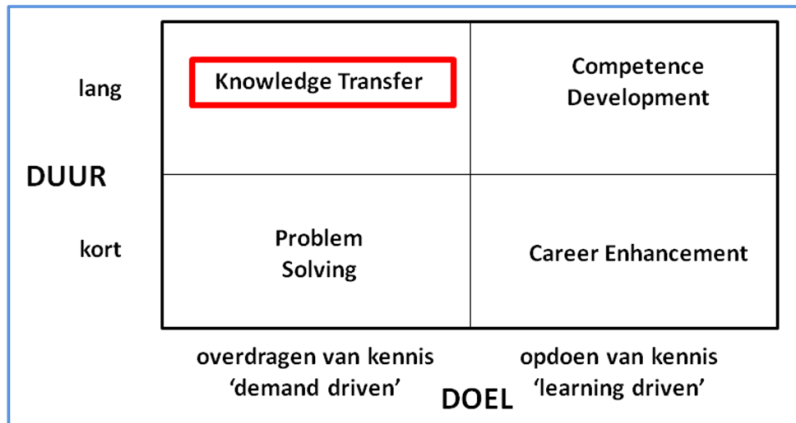 lang
Knowledge Transfer
Competence
Development
DUUR
kort
Problem
Solving
Career Enhancement
overdragen van kennis
'demand driven'
opdoen van kennis
'learning driven'
DOEL